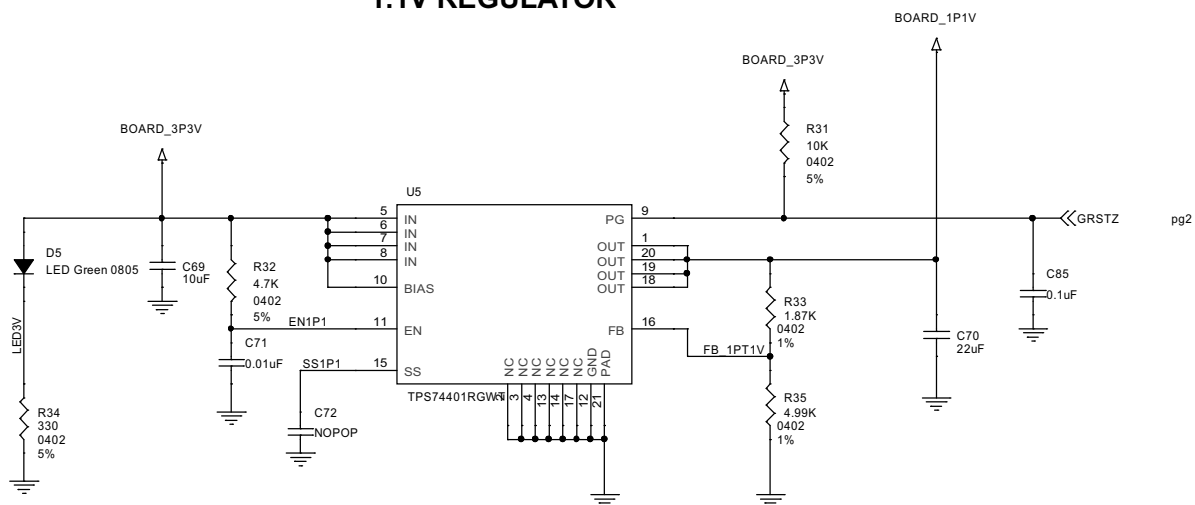 1.1V REGULATOR
BOARD_1P1V
BOARD_3P3V
R31
10K
0402
5%
BOARD_3P3V
U5
5
IN
6
IN
7
IN
8
IN
10
BIAS
11
EN
15
SS
PG
9
OUT
1
OUT
20
OUT
19
OUT
18
FB
16
NC
NC
NC
NC
NC
NC
GND
PAD
3
4
13
14
17
12
21
TPS74401RGWT
GRSTZ
pg2
D5
LED Green 0805
LED3V
C69
10uF
R32
4.7K
0402
5%
EN1P1
C71
0.01uF
SS1P1
C72
NOPOP
R34
330
0402
5%
R33
1.87K
0402
1%
FB_1PT1V
R35
4.99K
0402
1%
C70
22uF
C85
0.1uF